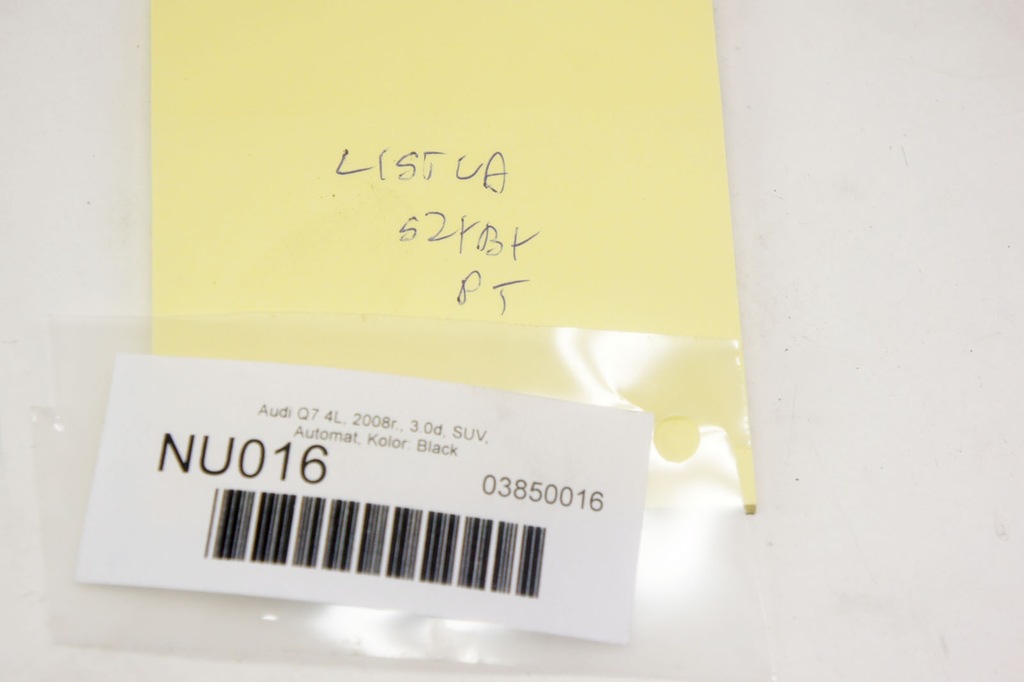 LISTWA
SZYBY
PT
Audi Q7 4L, 2008r., 3.0d, SUV,
Automat, Kolor: Black
NU016
03850016